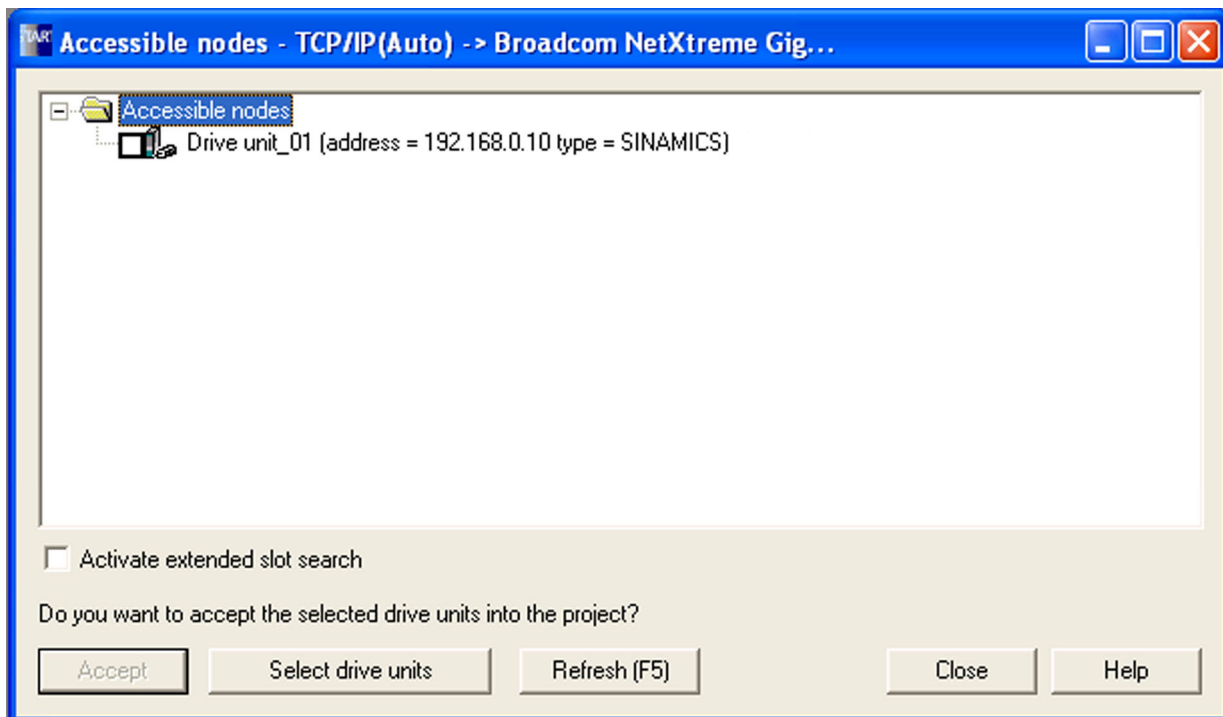 Accessible nodes - TCP/IP(Auto) -> Broadcom NetXtreme Gig...
Accessible nodes
Drive unit_01 (address = 192.168.0.10 type = SINAMICS)
Activate extended slot search
Do you want to accept the selected drive units into the project?
Accept Select drive units Refresh (F5) Close Help